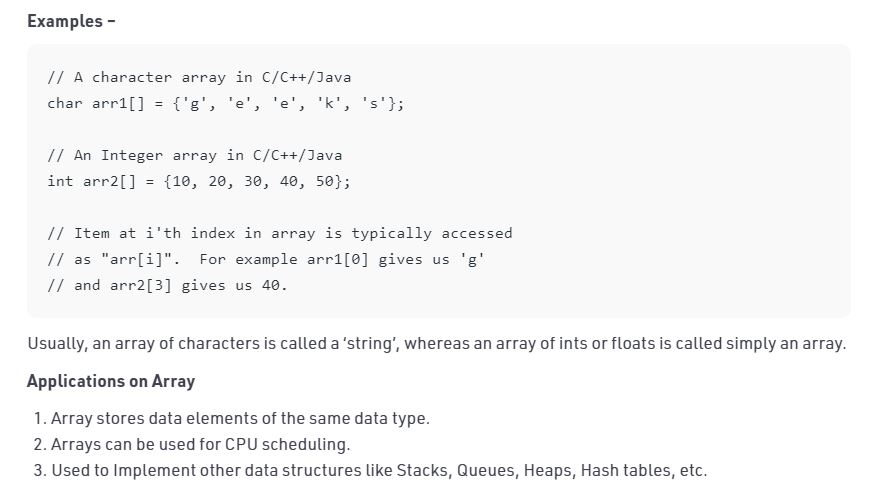 Examples –
// A character array in C/C++/Java
char arr1[] = {'g', 'e', 'e', 'k', 's'};
// An Integer array in C/C++/Java
int arr2[] = {10, 20, 30, 40, 50};
// Item at i'th index in array is typically accessed
// as "arr[i]".  For example arr1[0] gives us 'g'
// and arr2[3] gives us 40.
Usually, an array of characters is called a ‘string’, whereas an array of ints or floats is called simply an array.
Applications on Array
1. Array stores data elements of the same data type.
2. Arrays can be used for CPU scheduling.
3. Used to Implement other data structures like Stacks, Queues, Heaps, Hash tables, etc.